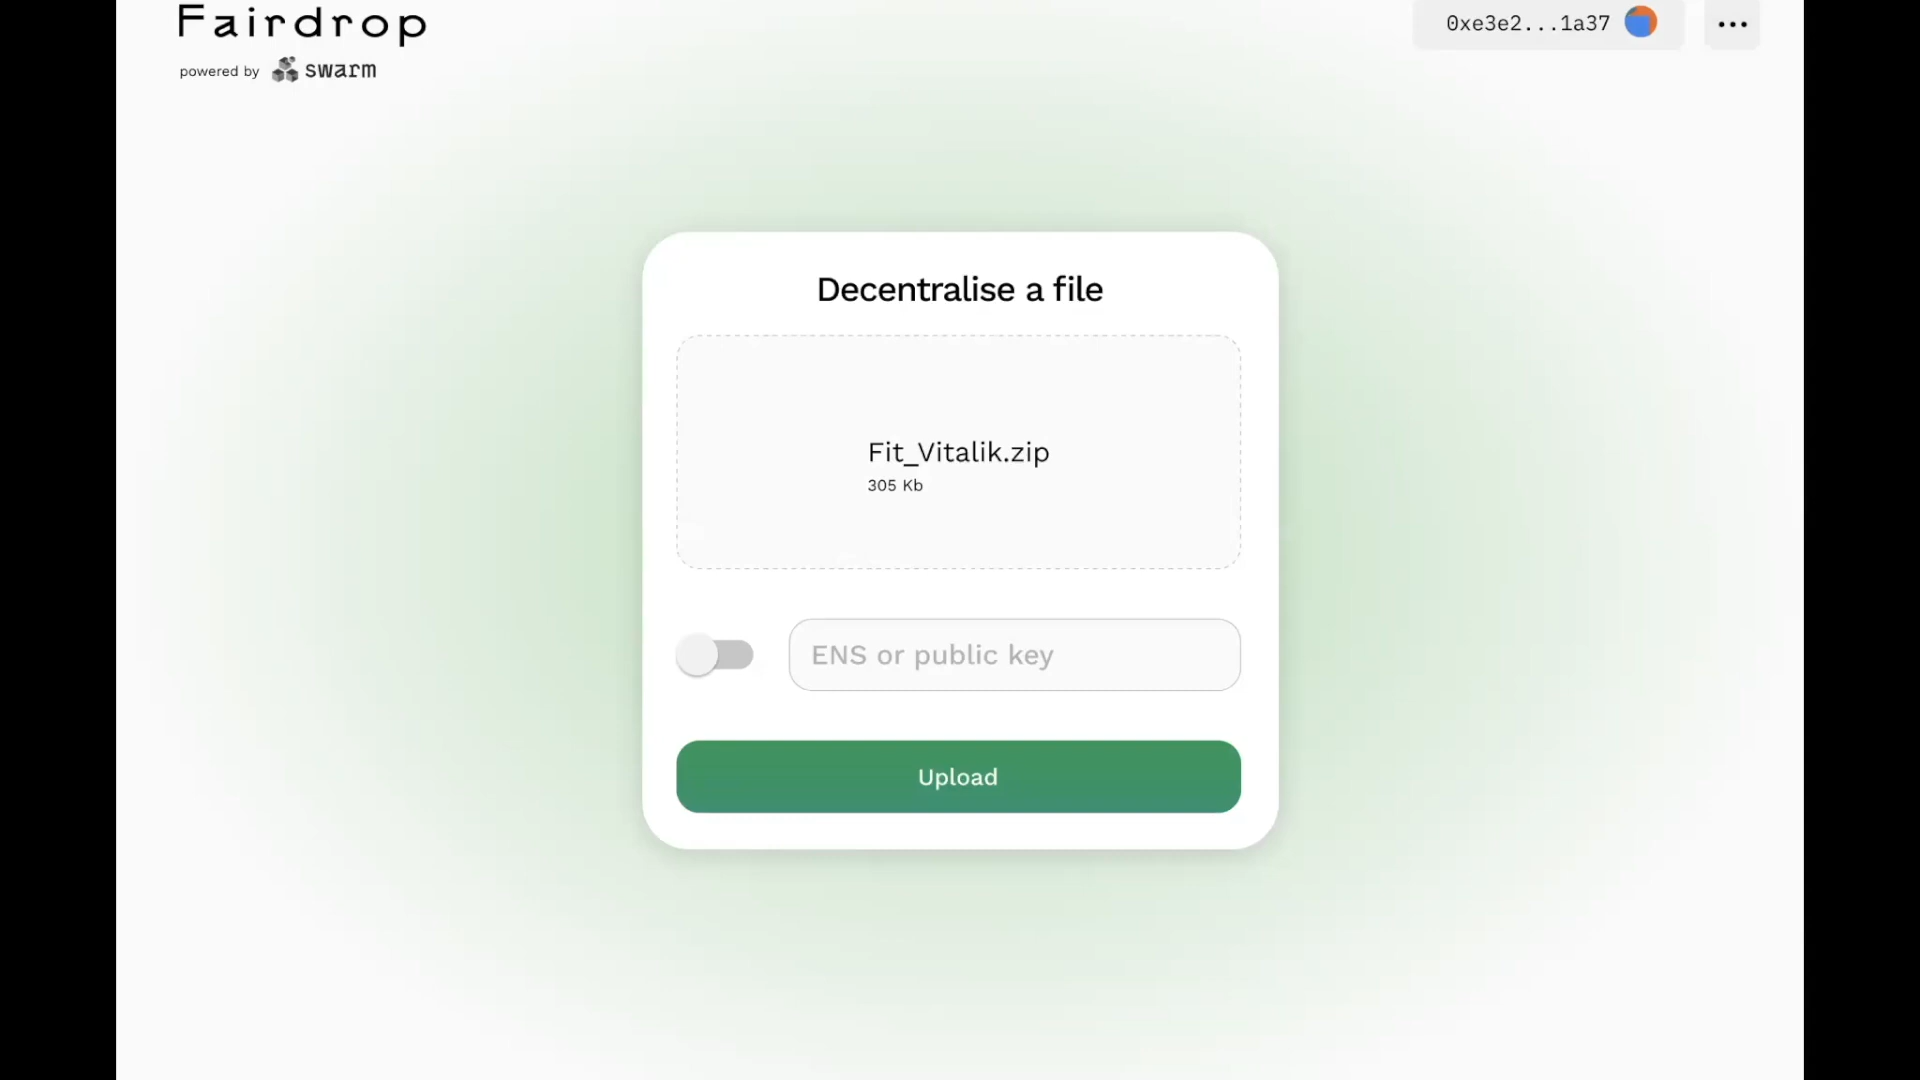 Fairdrop
powered by swarm
0xe3e2...1a37
Decentralise a file
Fit_Vitalik.zip
305 Kb
ENS or public key
Upload